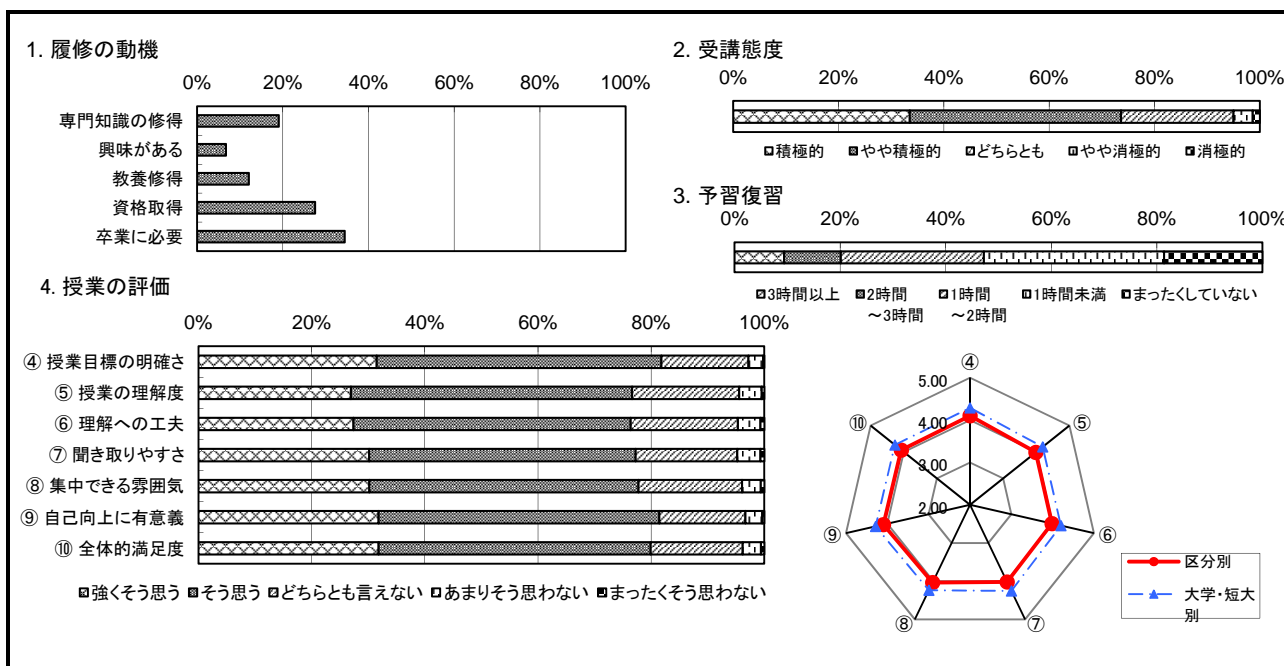 1. 履修の動機
0% 20% 40% 60% 80% 100%
専門知識の修得
興味がある
教養修得
資格取得
卒業に必要
2. 受講態度
0% 20% 40% 60% 80% 100%
積極的 やや積極的 どちらとも やや消極的 消極的
3. 予習復習
0% 20% 40% 60% 80% 100%
3時間以上 2時間～3時間 1時間～2時間 1時間未満 まったくしていない
4. 授業の評価
0% 20% 40% 60% 80% 100%
④ 授業目標の明確さ
⑤ 授業の理解度
⑥ 理解への工夫
⑦ 聞き取りやすさ
⑧ 集中できる雰囲気
⑨ 自己向上に有意義
⑩ 全体的満足度
強くそう思う そう思う どちらとも言えない あまりそう思わない まったくそう思わない
④
⑤
⑥
⑦
⑧
⑨
⑩
5.00
4.00
3.00
2.00
区分別
大学・短大
別